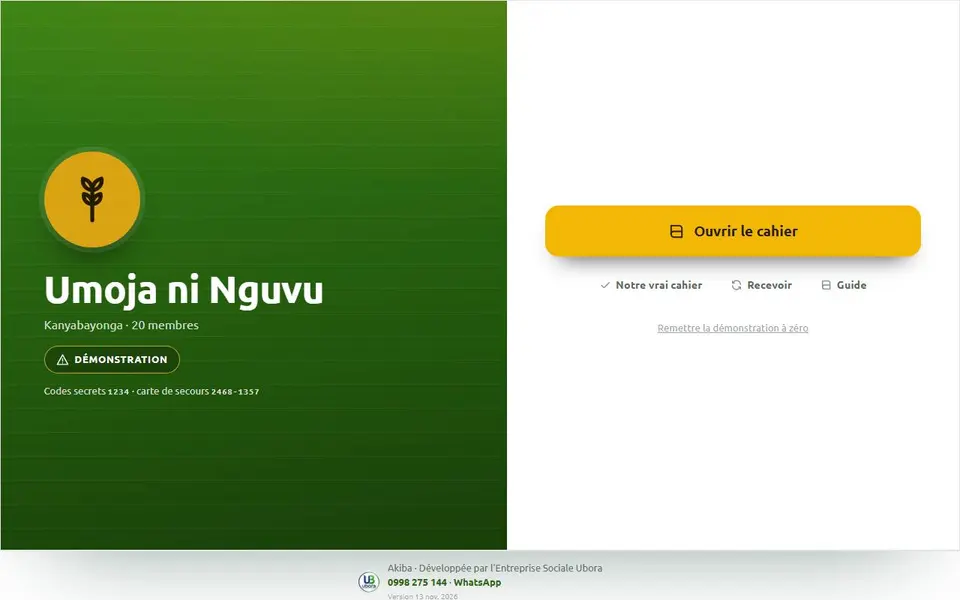 Umoja ni Nguvu
Kanyabayonga · 20 membres
DÉMONSTRATION
Codes secrets 1234 · carte de secours 2468-1357
Ouvrir le cahier
Notre vrai cahier
Recevoir
Guide
Remettre la démonstration à zéro
UB
ubora
Akiba · Développée par l'Entreprise Sociale Ubora
0998 275 144 · WhatsApp
Version 13 nov. 2026